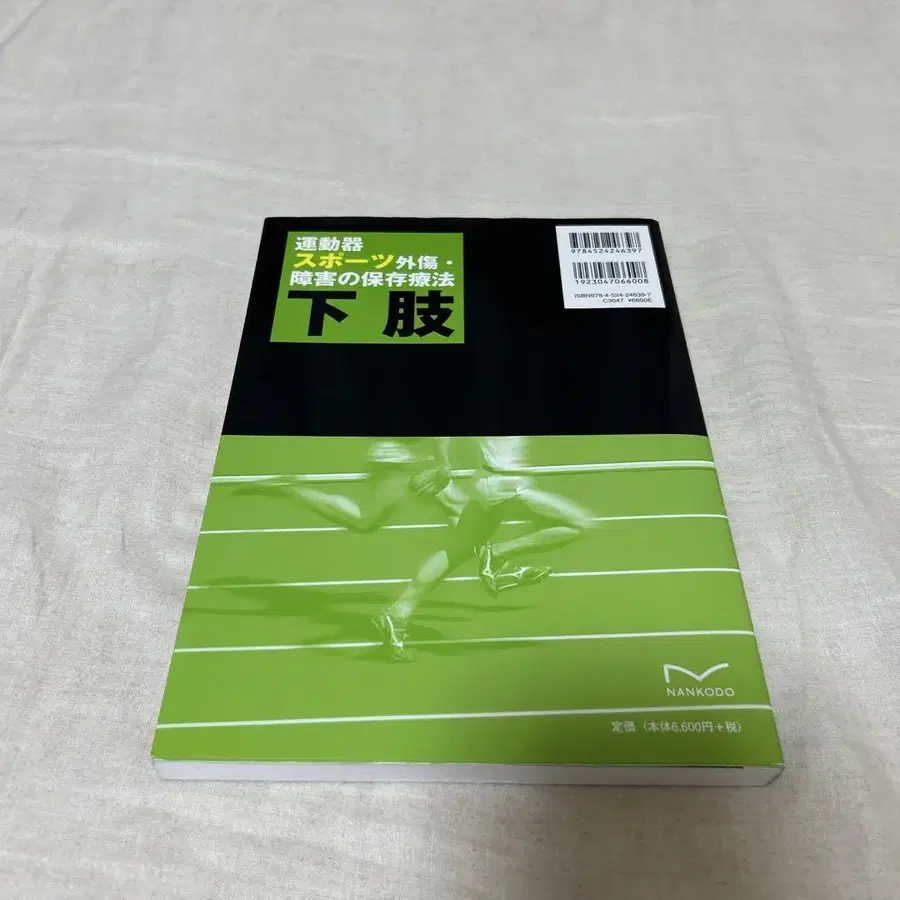 運動器
スポーツ外傷・
障害の保存療法
下肢
9784524246397
1923047066008
ISBN978-4-524-24639-7
C3047 ¥6600E
NANKODO
定価（本体6,600円＋税）